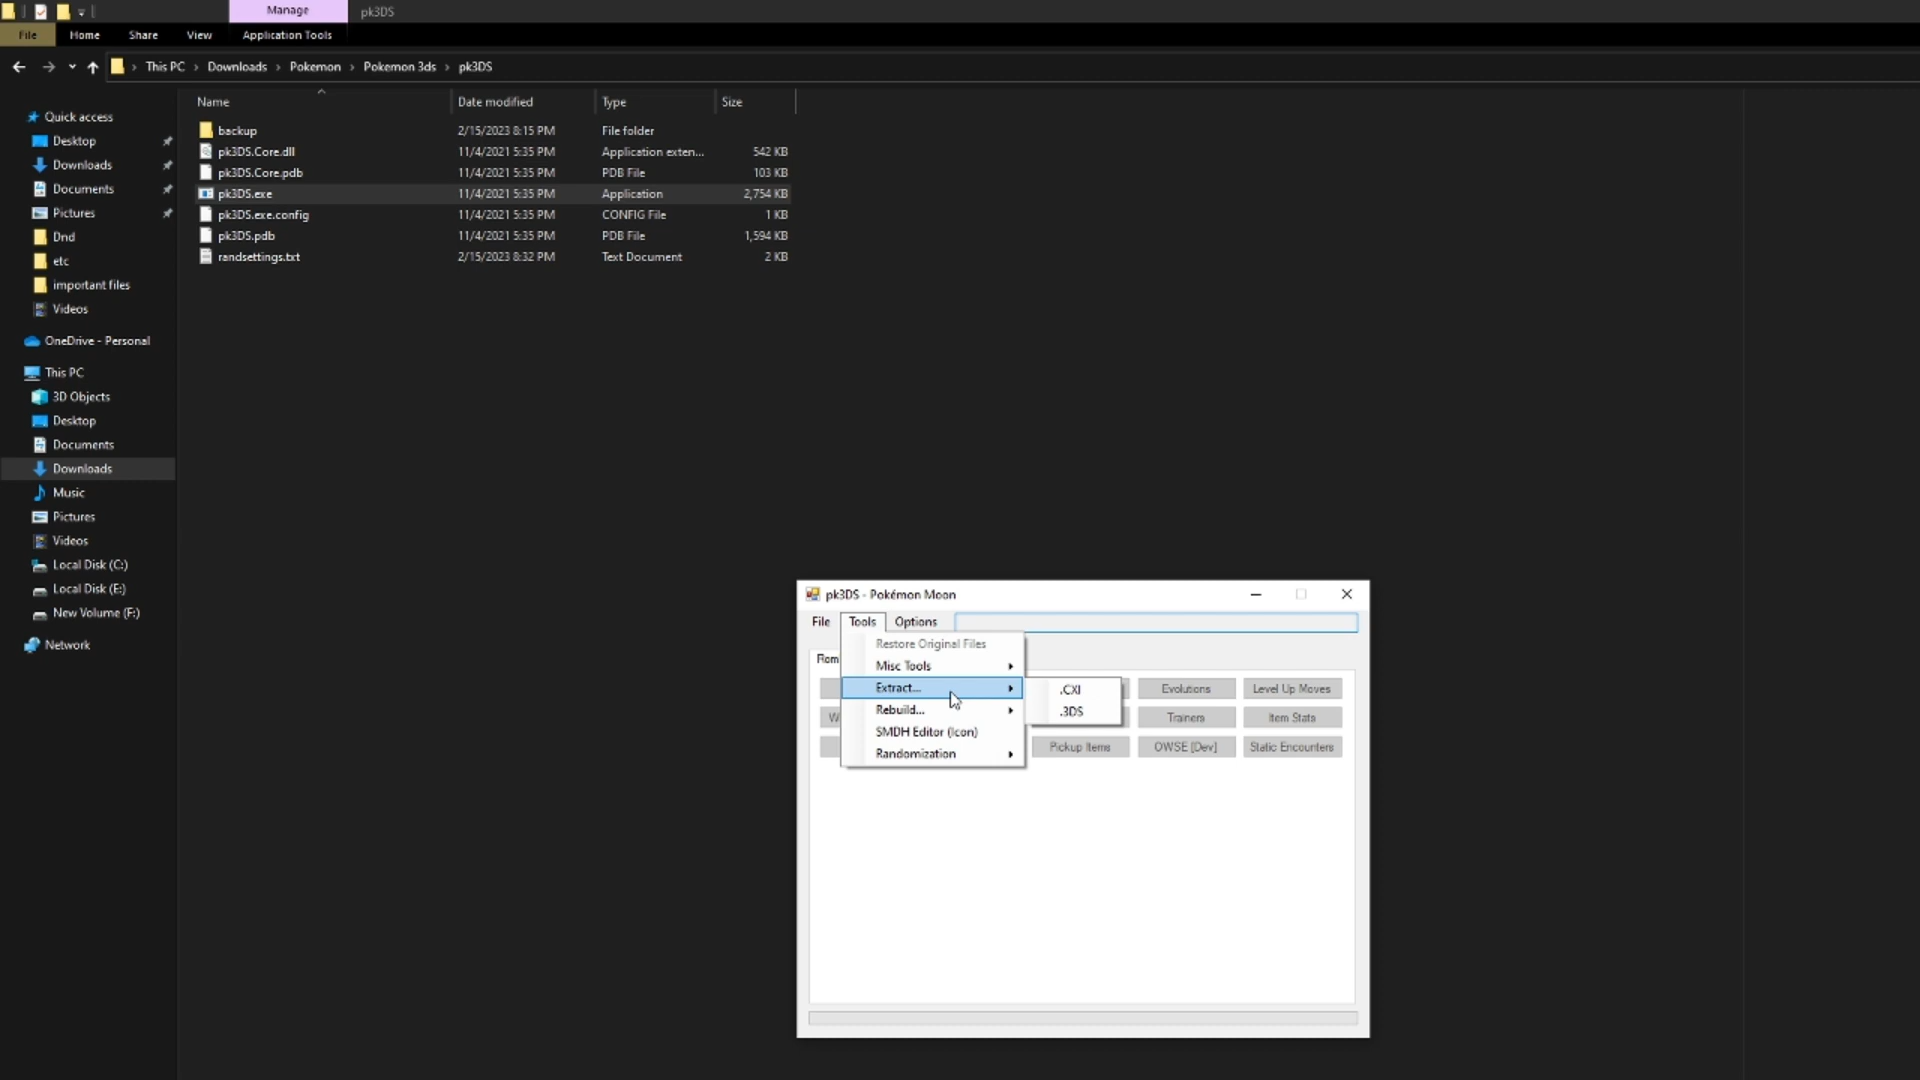 Manage
pk3DS
File Home Share View Application Tools
This PC › Downloads › Pokemon › Pokemon 3ds › pk3DS
Name Date modified Type Size
backup 2/15/2023 8:15 PM File folder
pk3DS.Core.dll 11/4/2021 5:35 PM Application exten... 542 KB
pk3DS.Core.pdb 11/4/2021 5:35 PM PDB File 103 KB
pk3DS.exe 11/4/2021 5:35 PM Application 2,754 KB
pk3DS.exe.config 11/4/2021 5:35 PM CONFIG File 1 KB
pk3DS.pdb 11/4/2021 5:35 PM PDB File 1,594 KB
randsettings.txt 2/15/2023 8:32 PM Text Document 2 KB
Quick access
Desktop
Downloads
Documents
Pictures
Dnd
etc
important files
Videos
OneDrive - Personal
This PC
3D Objects
Desktop
Documents
Downloads
Music
Pictures
Videos
Local Disk (C:)
Local Disk (E:)
New Volume (F:)
Network
pk3DS - Pokémon Moon
File Tools Options
Restore Original Files
Misc Tools
Extract...
Rebuild...
SMDH Editor (Icon)
Randomization
.CXI
.3DS
Rom
Evolutions Level Up Moves
W Trainers Item Stats
Pickup Items OWSE [Dev] Static Encounters